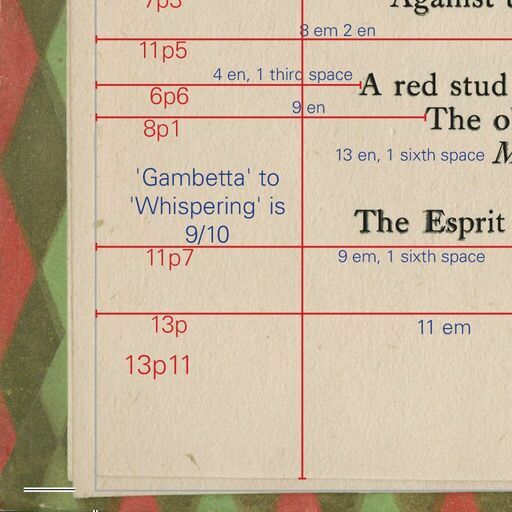 7p3
Against
8 em 2 en
11p5
4 en, 1 third space
A red stud
6p6
9 en
The
8p1
13 en, 1 sixth space
'Gambetta' to
'Whispering' is
9/10
The Esprit
11p7
9 em, 1 sixth space
13p
11 em
13p11